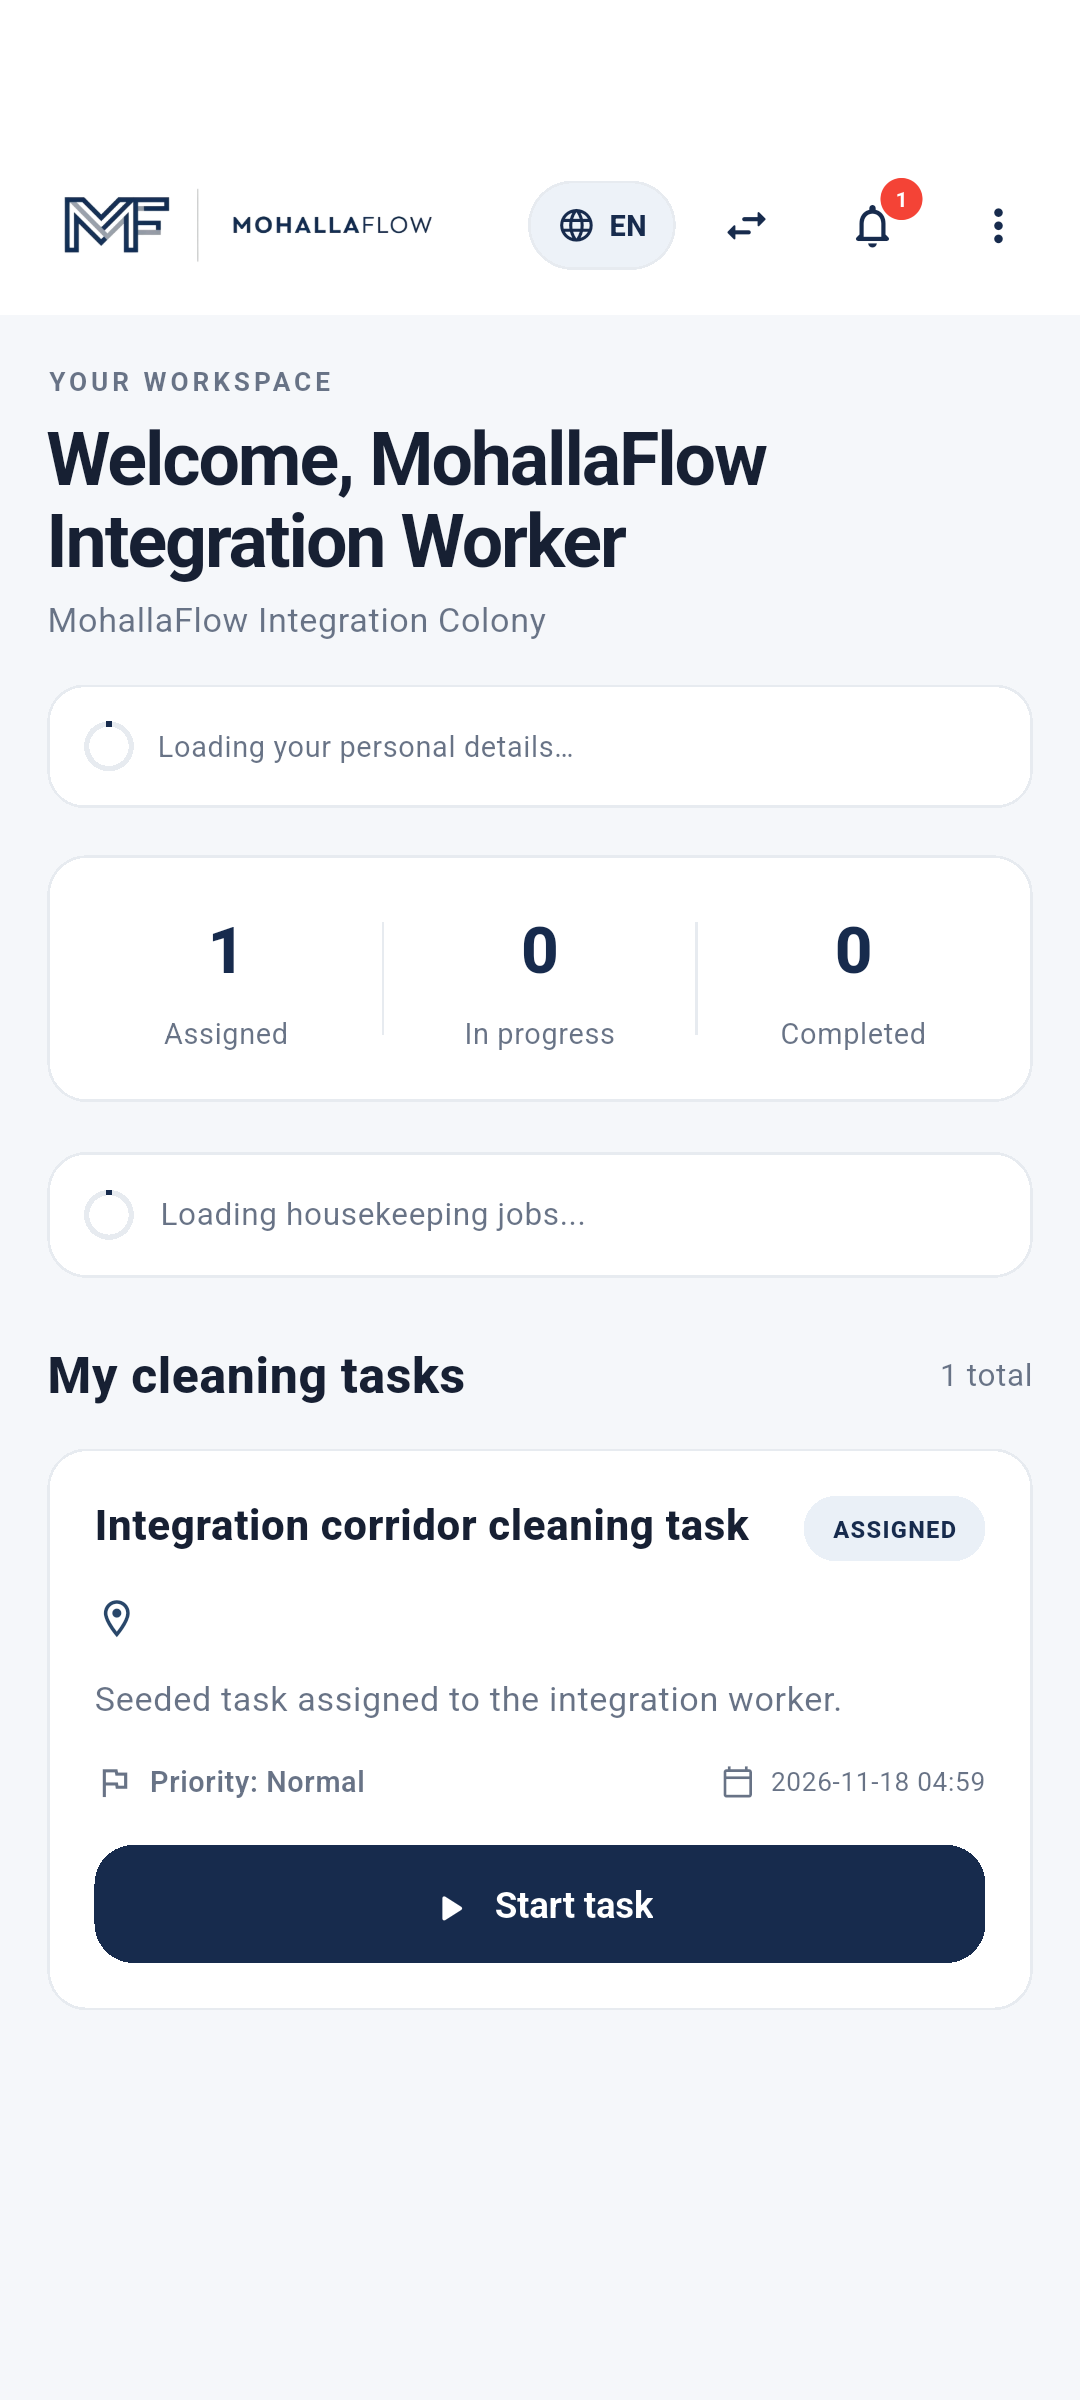 MF MOHALLAFLOW EN 1
YOUR WORKSPACE
Welcome, MohallaFlow
Integration Worker
MohallaFlow Integration Colony
Loading your personal details…
1 0 0
Assigned In progress Completed
Loading housekeeping jobs...
My cleaning tasks 1 total
Integration corridor cleaning task ASSIGNED
Seeded task assigned to the integration worker.
Priority: Normal 2026-11-18 04:59
Start task